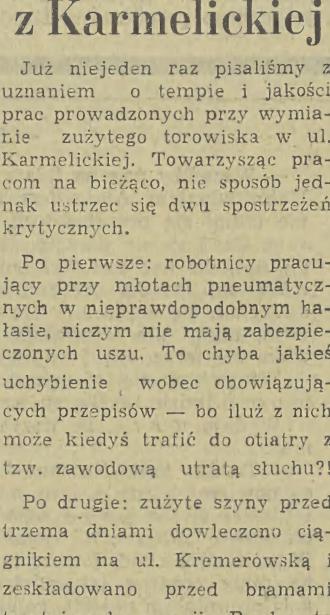 z Karmelickiej
Już niejeden raz pisaliśmy z
uznaniem o tempie i jakości
prac prowadzonych przy wymia-
nie zużytego torowiska w ul.
Karmelickiej. Towarzysząc pra-
com na bieżąco, nie sposób jed-
nak ustrzec się dwu spostrzeżeń
krytycznych.
Po pierwsze: robotnicy pracu-
jący przy młotach pneumatycz-
nych w nieprawdopodobnym ha-
łasie, niczym nie mają zabezpie-
czonych uszu. To chyba jakieś
uchybienie wobec obowiązują-
cych przepisów — bo iluż z nich
może kiedyś trafić do otiatry z
tzw. zawodową utratą słuchu?!
Po drugie: zużyte szyny przed
trzema dniami dowleczono cią-
gnikiem na ul. Kremerowską i
zeskładowano przed bramami